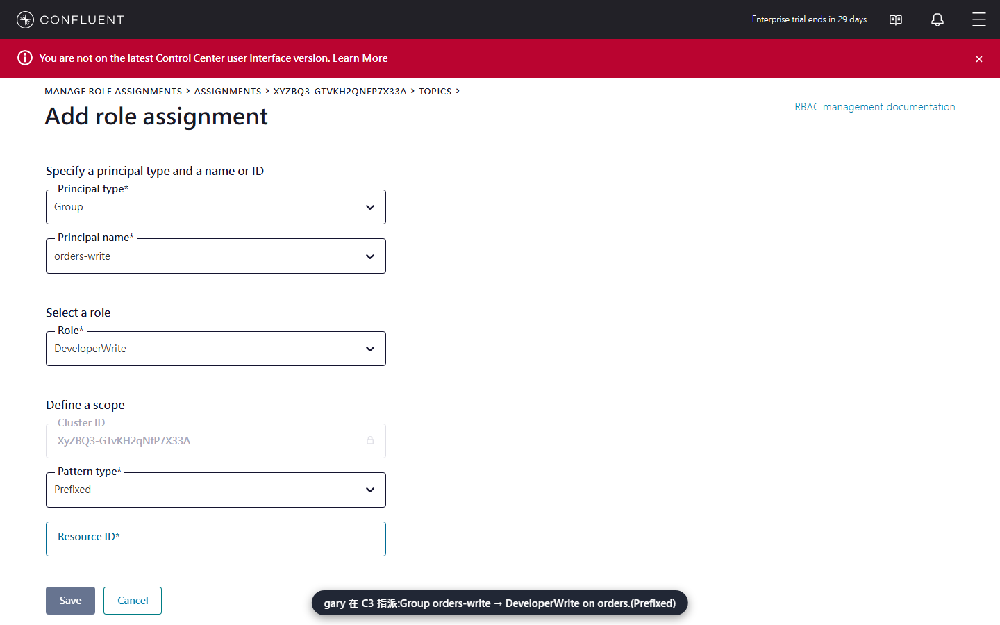 CONFLUENT
Enterprise trial ends in 29 days
You are not on the latest Control Center user interface version. Learn More
MANAGE ROLE ASSIGNMENTS > ASSIGNMENTS > XYZBQ3-GTVKH2QNFP7X33A > TOPICS >
Add role assignment
RBAC management documentation
Specify a principal type and a name or ID
Principal type*
Group
Principal name*
orders-write
Select a role
Role*
DeveloperWrite
Define a scope
Cluster ID
XyZBQ3-GTvKH2qNfP7X33A
Pattern type*
Prefixed
Resource ID*
Save
Cancel
gary 在 C3 指派:Group orders-write → DeveloperWrite on orders.(Prefixed)